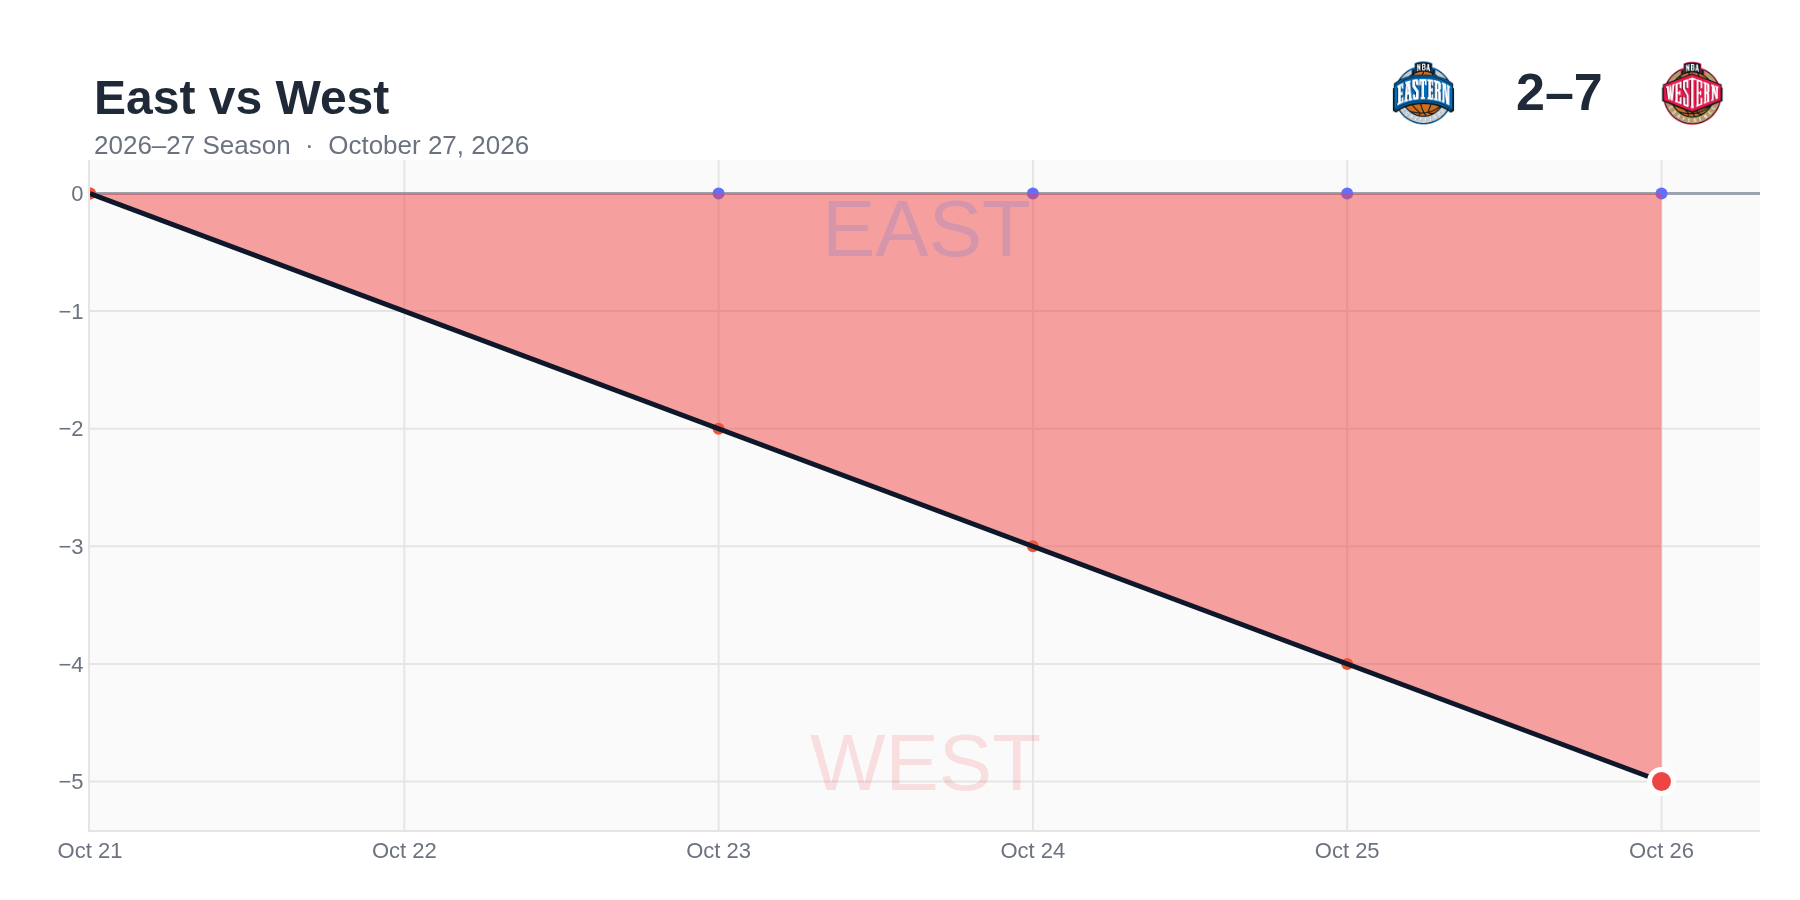 East vs West
2026–27 Season · October 27, 2026
NBA
EASTERN
2–7
NBA
WESTERN
0
EAST
−1
−2
−3
−4
WEST
−5
Oct 21
Oct 22
Oct 23
Oct 24
Oct 25
Oct 26